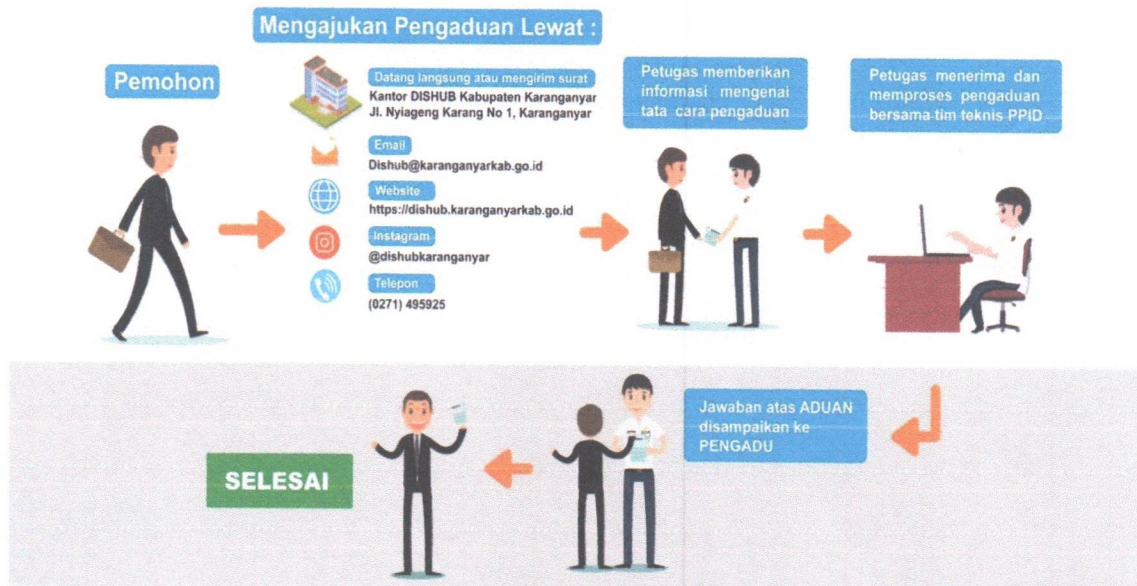 Mengajukan Pengaduan Lewat :
Pemohon
Datang langsung atau mengirim surat
Kantor DISHUB Kabupaten Karanganyar
Jl. Nyiageng Karang No 1, Karanganyar
Email
Dishub@karanganyarkab.go.id
Website
https://dishub.karanganyarkab.go.id
Instagram
@dishubkaranganyar
Telepon
(0271) 495925
Petugas memberikan
informasi mengenai
tata cara pengaduan
Petugas menerima dan
memproses pengaduan
bersama tim teknis PPID
Jawaban atas ADUAN
disampaikan ke
PENGADU
SELESAI